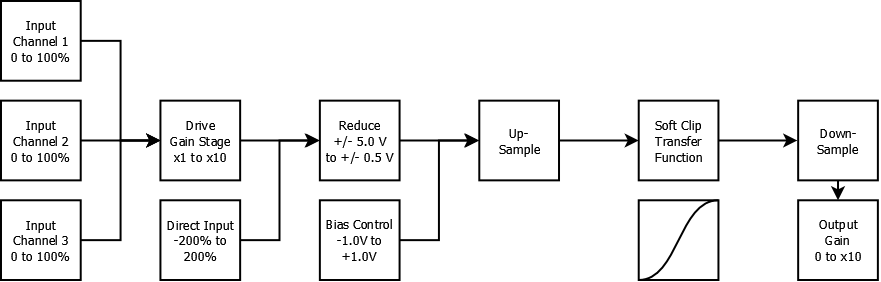 Input
Channel 1
0 to 100%
Input
Channel 2
0 to 100%
Input
Channel 3
0 to 100%
Drive
Gain Stage
x1 to x10
Direct Input
-200% to
200%
Reduce
+/- 5.0 V
to +/- 0.5 V
Bias Control
-1.0V to
+1.0V
Up-
Sample
Soft Clip
Transfer
Function
Down-
Sample
Output
Gain
0 to x10